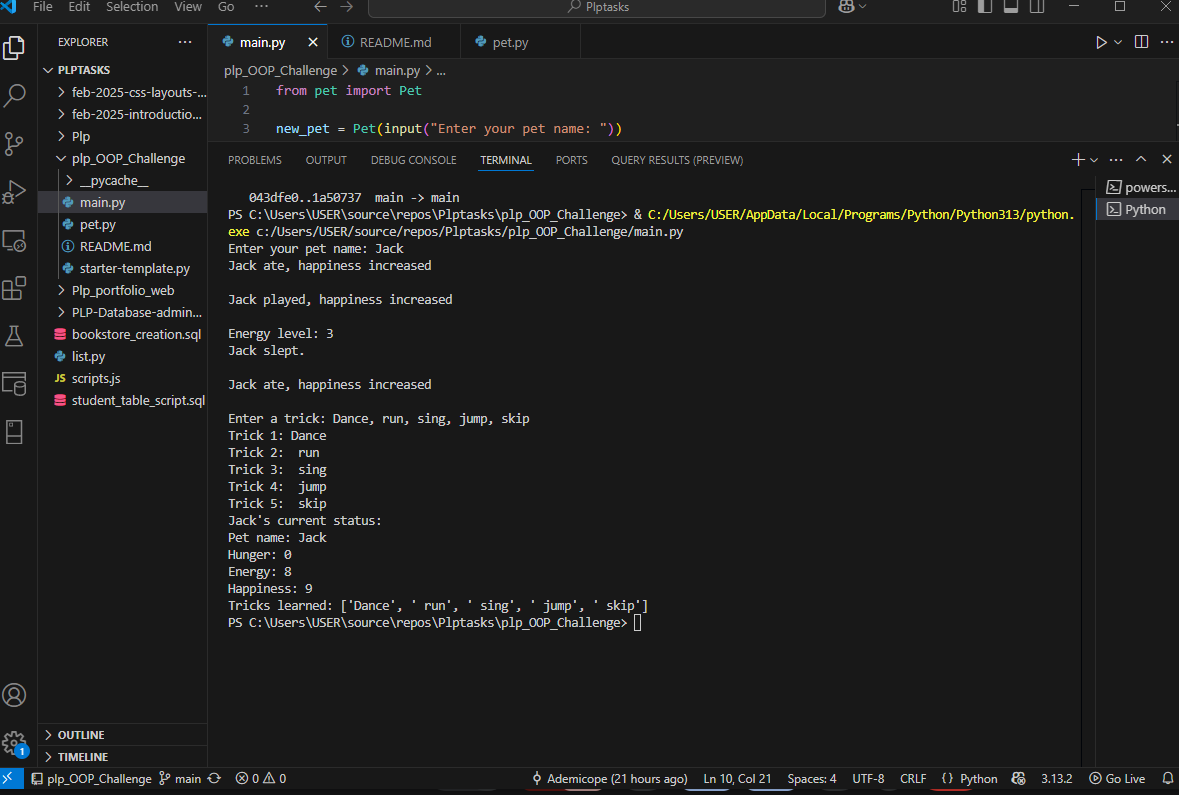 File Edit Selection View Go ··· Plptasks
EXPLORER ···
PLPTASKS
feb-2025-css-layouts-...
feb-2025-introductio...
Plp
plp_OOP_Challenge
__pycache__
main.py
pet.py
README.md
starter-template.py
Plp_portfolio_web
PLP-Database-admin...
bookstore_creation.sql
list.py
JS scripts.js
student_table_script.sql
OUTLINE
TIMELINE
main.py README.md pet.py
plp_OOP_Challenge > main.py > ...
1 from pet import Pet
2
3 new_pet = Pet(input("Enter your pet name: "))
PROBLEMS OUTPUT DEBUG CONSOLE TERMINAL PORTS QUERY RESULTS (PREVIEW)
043dfe0..1a50737  main -> main
PS C:\Users\USER\source\repos\Plptasks\plp_OOP_Challenge> & C:/Users/USER/AppData/Local/Programs/Python/Python313/python.
exe c:/Users/USER/source/repos/Plptasks/plp_OOP_Challenge/main.py
Enter your pet name: Jack
Jack ate, happiness increased
Jack played, happiness increased
Energy level: 3
Jack slept.
Jack ate, happiness increased
Enter a trick: Dance, run, sing, jump, skip
Trick 1: Dance
Trick 2:  run
Trick 3:  sing
Trick 4:  jump
Trick 5:  skip
Jack's current status:
Pet name: Jack
Hunger: 0
Energy: 8
Happiness: 9
Tricks learned: ['Dance', ' run', ' sing', ' jump', ' skip']
PS C:\Users\USER\source\repos\Plptasks\plp_OOP_Challenge>
powers...
Python
1
plp_OOP_Challenge main 0 0 Ademicope (21 hours ago) Ln 10, Col 21 Spaces: 4 UTF-8 CRLF {} Python 3.13.2 Go Live